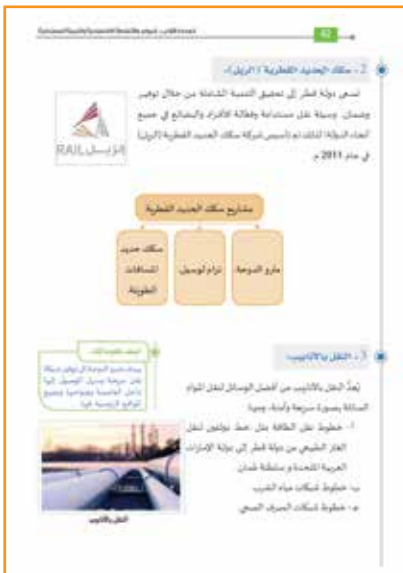 62
2- سكك الحديد القطرية (الريل):
تسعى دولة قطر إلى تحقيق التنمية الشاملة من خلال توفير
وضمان وسيلة نقل مستدامة وفعالة للأفراد والبضائع في جميع
أنحاء الدولة؛ لذلك تم تأسيس شركة سكك الحديد القطرية (الريل)
في عام 2011 م.
الريــل RAIL
مشاريع سكك الحديد القطرية
مترو الدوحة.
ترام لوسيل.
سكك حديد
المسافات
الطويلة.
3- النقل بالأنابيب:
يُعدُّ النقل بالأنابيب من أفضل الوسائل لنقل المواد
السائلة بصورة سريعة وآمنة، ومنها:
أ- خطوط نقل الطاقة مثل خط دولفين لنقل
الغاز الطبيعي من دولة قطر إلى دولة الإمارات
العربية المتحدة و سلطنة عُمان.
ب- خطوط شبكات مياه الشرب
ج- خطوط شبكات الصرف الصحي.
النقل بالأنابيب